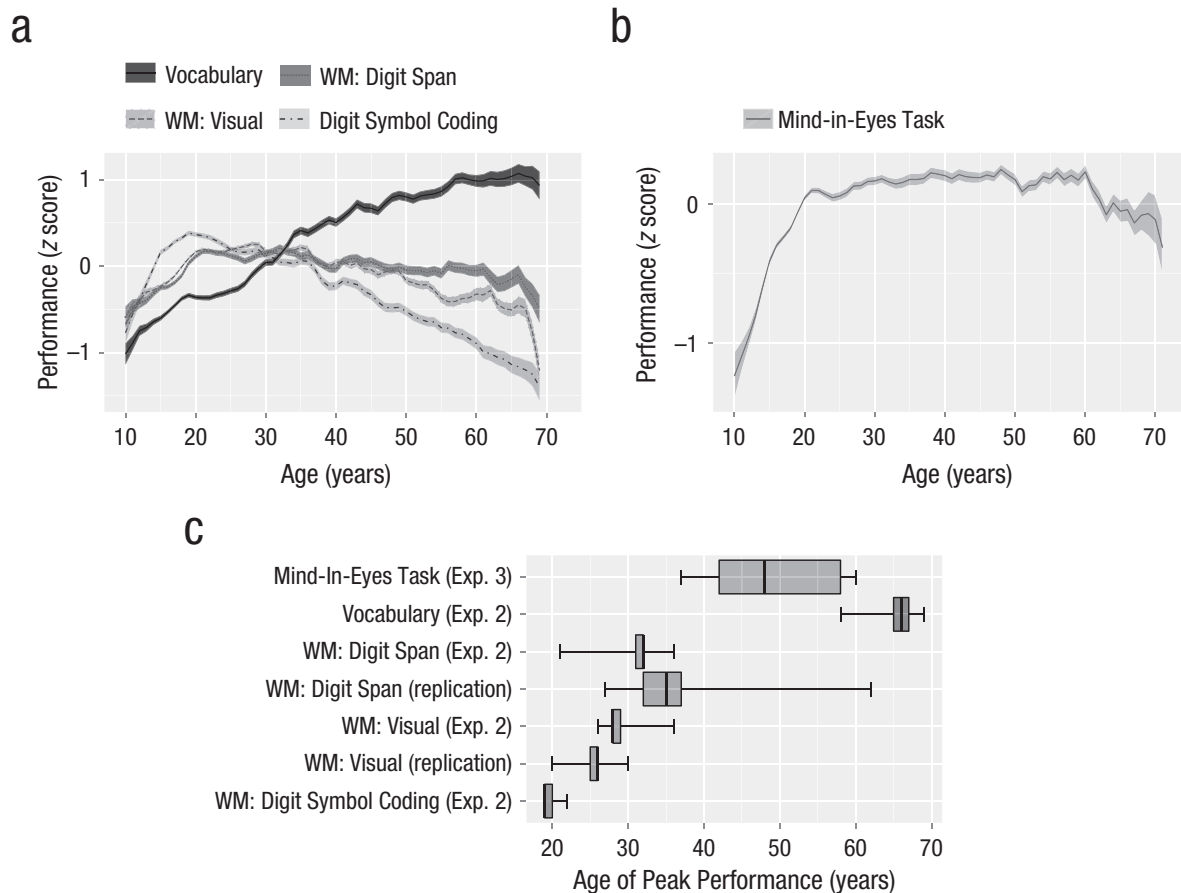 a
Vocabulary WM: Digit Span
WM: Visual Digit Symbol Coding
Performance (z score)
1
0
–1
10 20 30 40 50 60 70
Age (years)
b
Mind-in-Eyes Task
Performance (z score)
0
–1
10 20 30 40 50 60 70
Age (years)
c
Mind-In-Eyes Task (Exp. 3)
Vocabulary (Exp. 2)
WM: Digit Span (Exp. 2)
WM: Digit Span (replication)
WM: Visual (Exp. 2)
WM: Visual (replication)
WM: Digit Symbol Coding (Exp. 2)
20 30 40 50 60 70
Age of Peak Performance (years)